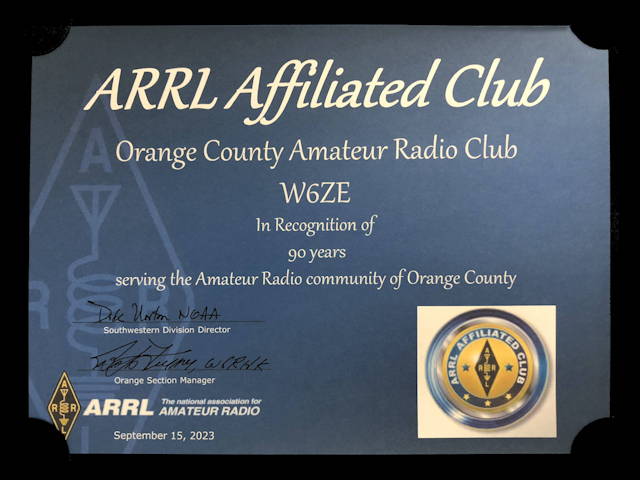 ARRL Affiliated Club
Orange County Amateur Radio Club
W6ZE
In Recognition of
90 years
serving the Amateur Radio community of Orange County
N6AA
Southwestern Division Director
Orange Section Manager
ARRL The national association for
AMATEUR RADIO
September 15, 2023
ARRL AFFILIATED CLUB